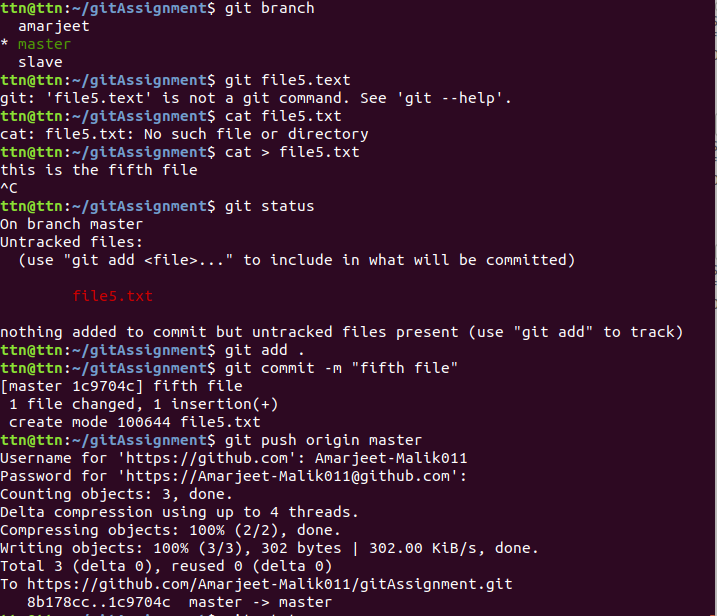 ttn@ttn:~/gitAssignment$ git branch
  amarjeet
* master
  slave
ttn@ttn:~/gitAssignment$ git file5.text
git: 'file5.text' is not a git command. See 'git --help'.
ttn@ttn:~/gitAssignment$ cat file5.txt
cat: file5.txt: No such file or directory
ttn@ttn:~/gitAssignment$ cat > file5.txt
this is the fifth file
^C
ttn@ttn:~/gitAssignment$ git status
On branch master
Untracked files:
  (use "git add <file>..." to include in what will be committed)

        file5.txt

nothing added to commit but untracked files present (use "git add" to track)
ttn@ttn:~/gitAssignment$ git add .
ttn@ttn:~/gitAssignment$ git commit -m "fifth file"
[master 1c9704c] fifth file
 1 file changed, 1 insertion(+)
 create mode 100644 file5.txt
ttn@ttn:~/gitAssignment$ git push origin master
Username for 'https://github.com': Amarjeet-Malik011
Password for 'https://Amarjeet-Malik011@github.com':
Counting objects: 3, done.
Delta compression using up to 4 threads.
Compressing objects: 100% (2/2), done.
Writing objects: 100% (3/3), 302 bytes | 302.00 KiB/s, done.
Total 3 (delta 0), reused 0 (delta 0)
To https://github.com/Amarjeet-Malik011/gitAssignment.git
   8b178cc..1c9704c  master -> master